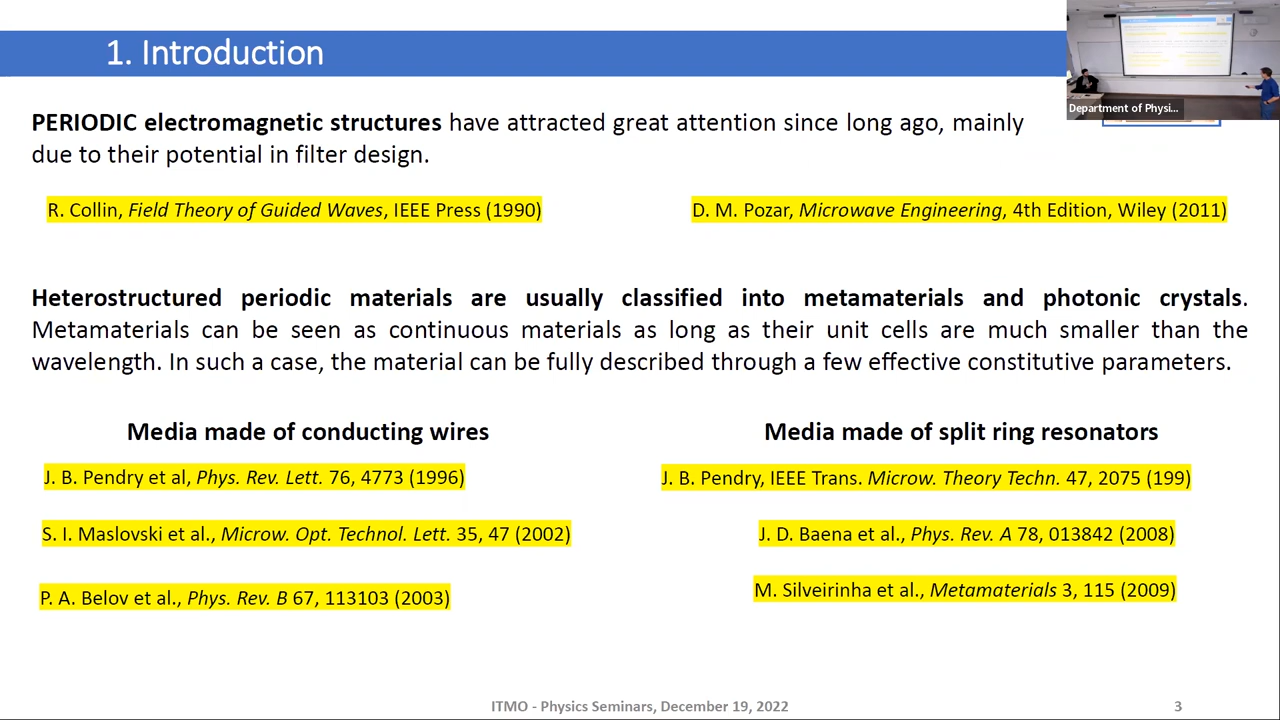 1. Introduction
Department of Physi...
PERIODIC electromagnetic structures have attracted great attention since long ago, mainly
due to their potential in filter design.
R. Collin, Field Theory of Guided Waves, IEEE Press (1990)
D. M. Pozar, Microwave Engineering, 4th Edition, Wiley (2011)
Heterostructured periodic materials are usually classified into metamaterials and photonic crystals.
Metamaterials can be seen as continuous materials as long as their unit cells are much smaller than the
wavelength. In such a case, the material can be fully described through a few effective constitutive parameters.
Media made of conducting wires
J. B. Pendry et al, Phys. Rev. Lett. 76, 4773 (1996)
S. I. Maslovski et al., Microw. Opt. Technol. Lett. 35, 47 (2002)
P. A. Belov et al., Phys. Rev. B 67, 113103 (2003)
Media made of split ring resonators
J. B. Pendry, IEEE Trans. Microw. Theory Techn. 47, 2075 (199)
J. D. Baena et al., Phys. Rev. A 78, 013842 (2008)
M. Silveirinha et al., Metamaterials 3, 115 (2009)
ITMO - Physics Seminars, December 19, 2022
3